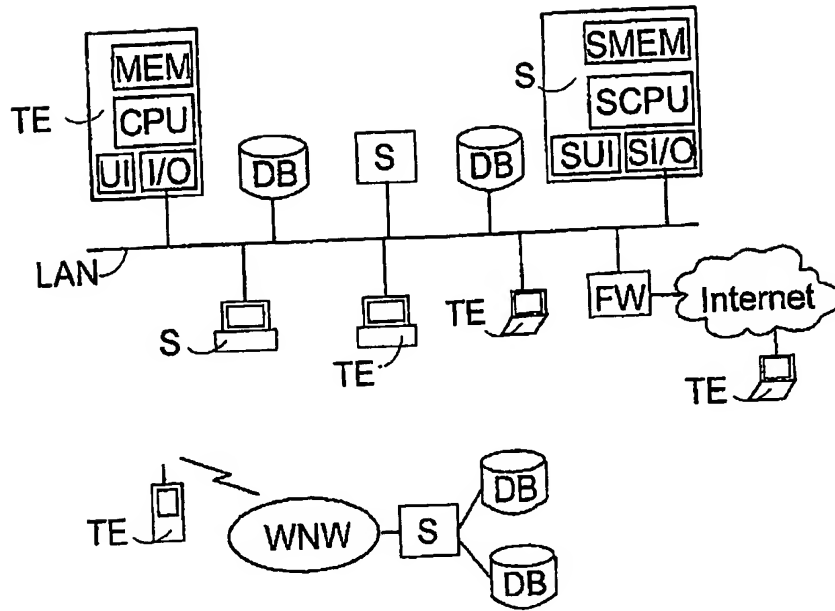 MEM
SMEM
TE
CPU
S
SCPU
UI
I/O
DB
S
DB
SUI
SI/O
LAN
FW
Internet
S
TE
TE
TE
TE
WNW
S
DB
DB